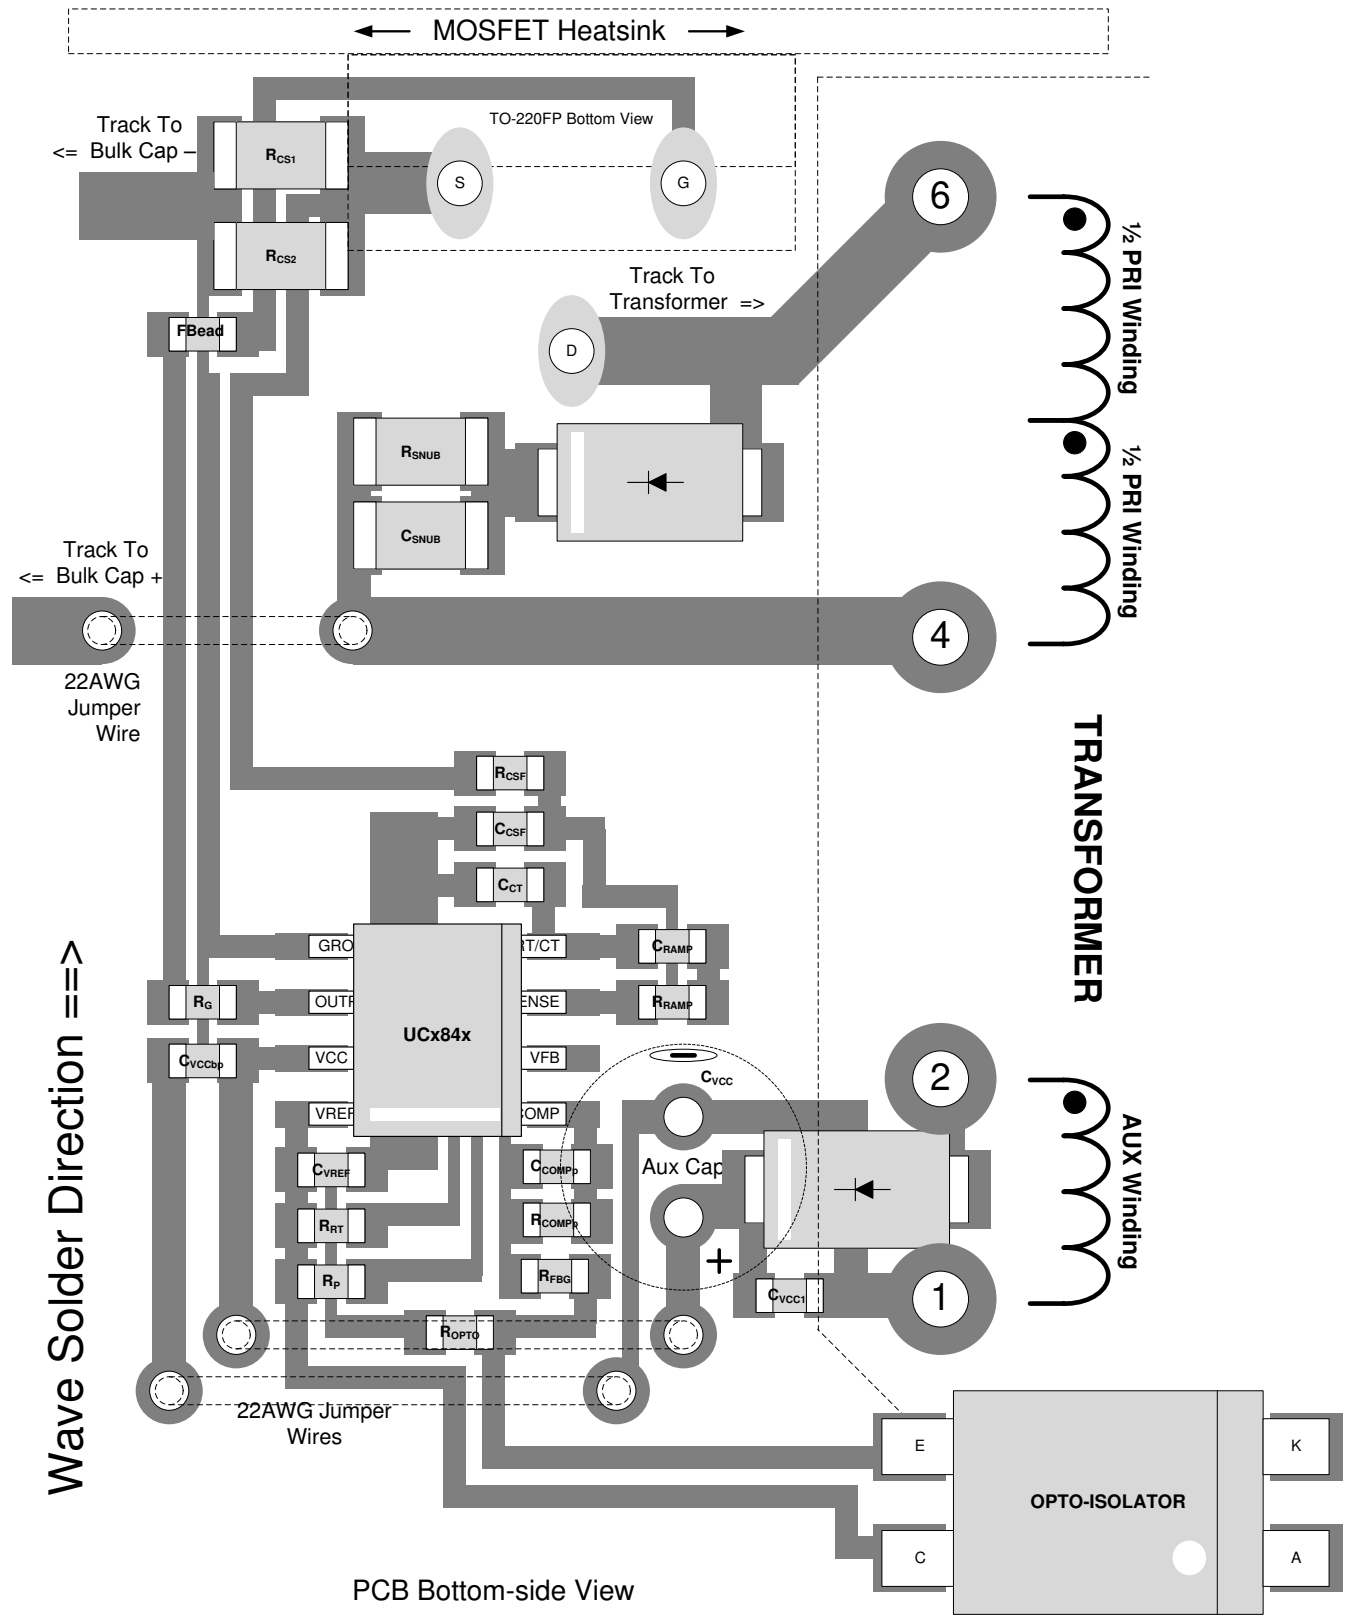 MOSFET Heatsink
Track To
<= Bulk Cap –
TO-220FP Bottom View
RCS1
S
G
6
½ PRI Winding
RCS2
Track To
Transformer =>
FBead
D
RSNUB
½ PRI Winding
CSNUB
Track To
<= Bulk Cap +
4
22AWG
Jumper
Wire
TRANSFORMER
RCSF
CCSF
CCT
GRO
RT/CT
CRAMP
RG
OUTP
UCx84x
ENSE
RRAMP
CVCCbp
VCC
VFB
CVCC
2
VREF
COMP
AUX Winding
CVREF
CCOMPp
Aux Cap
RRT
RCOMPp
+
RP
RFBG
CVCC1
1
ROPTO
22AWG Jumper
Wires
Wave Solder Direction ==>
E
K
OPTO-ISOLATOR
C
A
PCB Bottom-side View